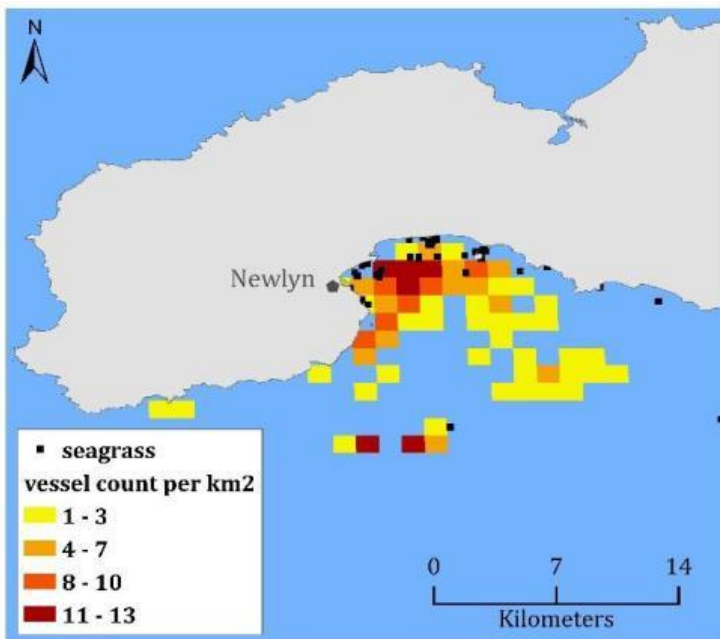 N
Newlyn
seagrass
vessel count per km2
1 - 3
4 - 7
8 - 10
11 - 13
0 7 14
Kilometers